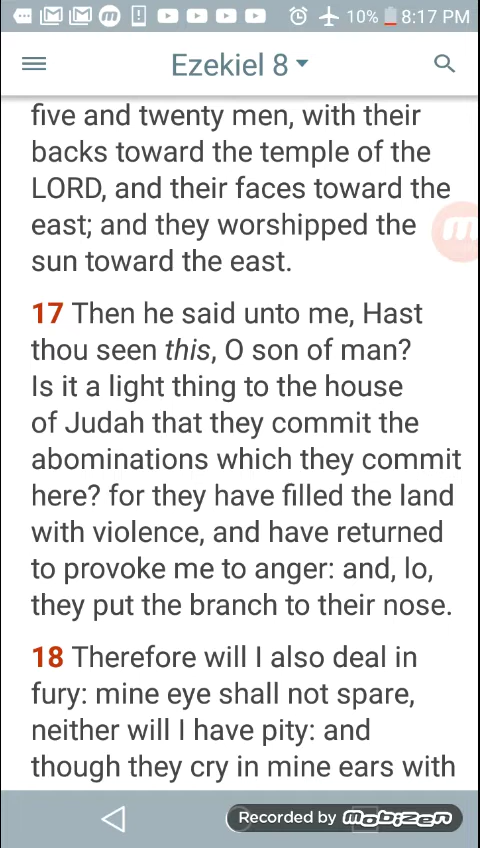 10% 8:17 PM
Ezekiel 8
five and twenty men, with their
backs toward the temple of the
LORD, and their faces toward the
east; and they worshipped the
sun toward the east.
17 Then he said unto me, Hast
thou seen this, O son of man?
Is it a light thing to the house
of Judah that they commit the
abominations which they commit
here? for they have filled the land
with violence, and have returned
to provoke me to anger: and, lo,
they put the branch to their nose.
18 Therefore will I also deal in
fury: mine eye shall not spare,
neither will I have pity: and
though they cry in mine ears with
Recorded by mobizen